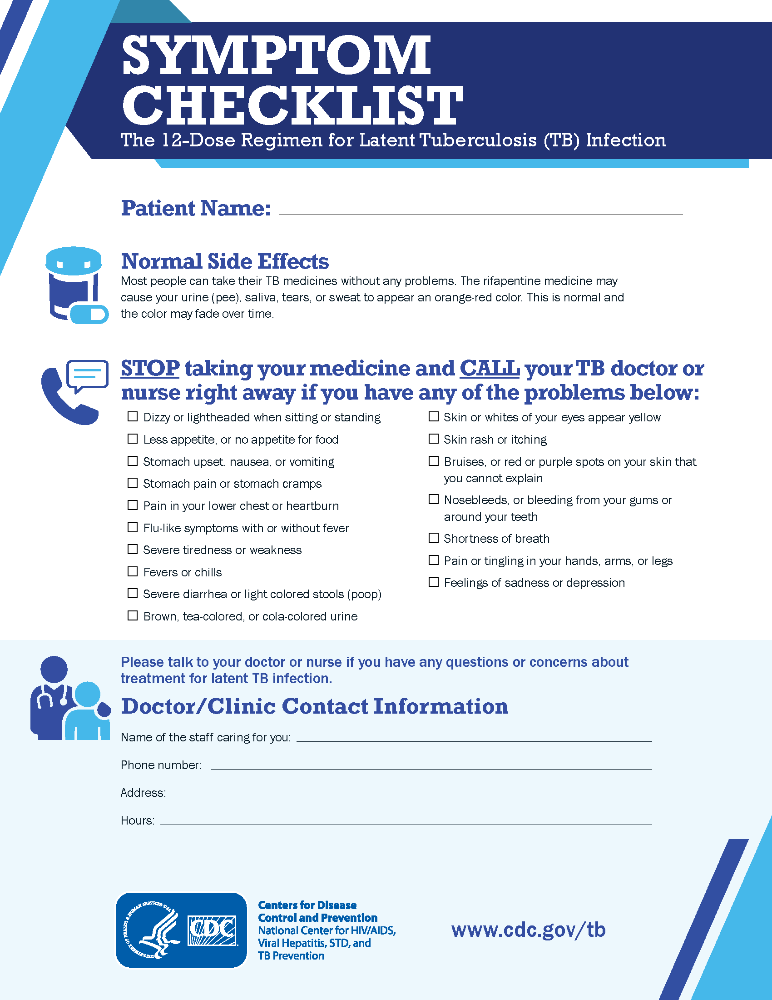 SYMPTOM
CHECKLIST
The 12-Dose Regimen for Latent Tuberculosis (TB) Infection
Patient Name:
Normal Side Effects
Most people can take their TB medicines without any problems. The rifapentine medicine may
cause your urine (pee), saliva, tears, or sweat to appear an orange-red color. This is normal and
the color may fade over time.
STOP taking your medicine and CALL your TB doctor or
nurse right away if you have any of the problems below:
Dizzy or lightheaded when sitting or standing
Less appetite, or no appetite for food
Stomach upset, nausea, or vomiting
Stomach pain or stomach cramps
Pain in your lower chest or heartburn
Flu-like symptoms with or without fever
Severe tiredness or weakness
Fevers or chills
Severe diarrhea or light colored stools (poop)
Brown, tea-colored, or cola-colored urine
Skin or whites of your eyes appear yellow
Skin rash or itching
Bruises, or red or purple spots on your skin that
you cannot explain
Nosebleeds, or bleeding from your gums or
around your teeth
Shortness of breath
Pain or tingling in your hands, arms, or legs
Feelings of sadness or depression
Please talk to your doctor or nurse if you have any questions or concerns about
treatment for latent TB infection.
Doctor/Clinic Contact Information
Name of the staff caring for you:
Phone number:
Address:
Hours:
DEPARTMENT OF HEALTH & HUMAN SERVICES·USA
CDC
Centers for Disease
Control and Prevention
National Center for HIV/AIDS,
Viral Hepatitis, STD, and
TB Prevention
www.cdc.gov/tb